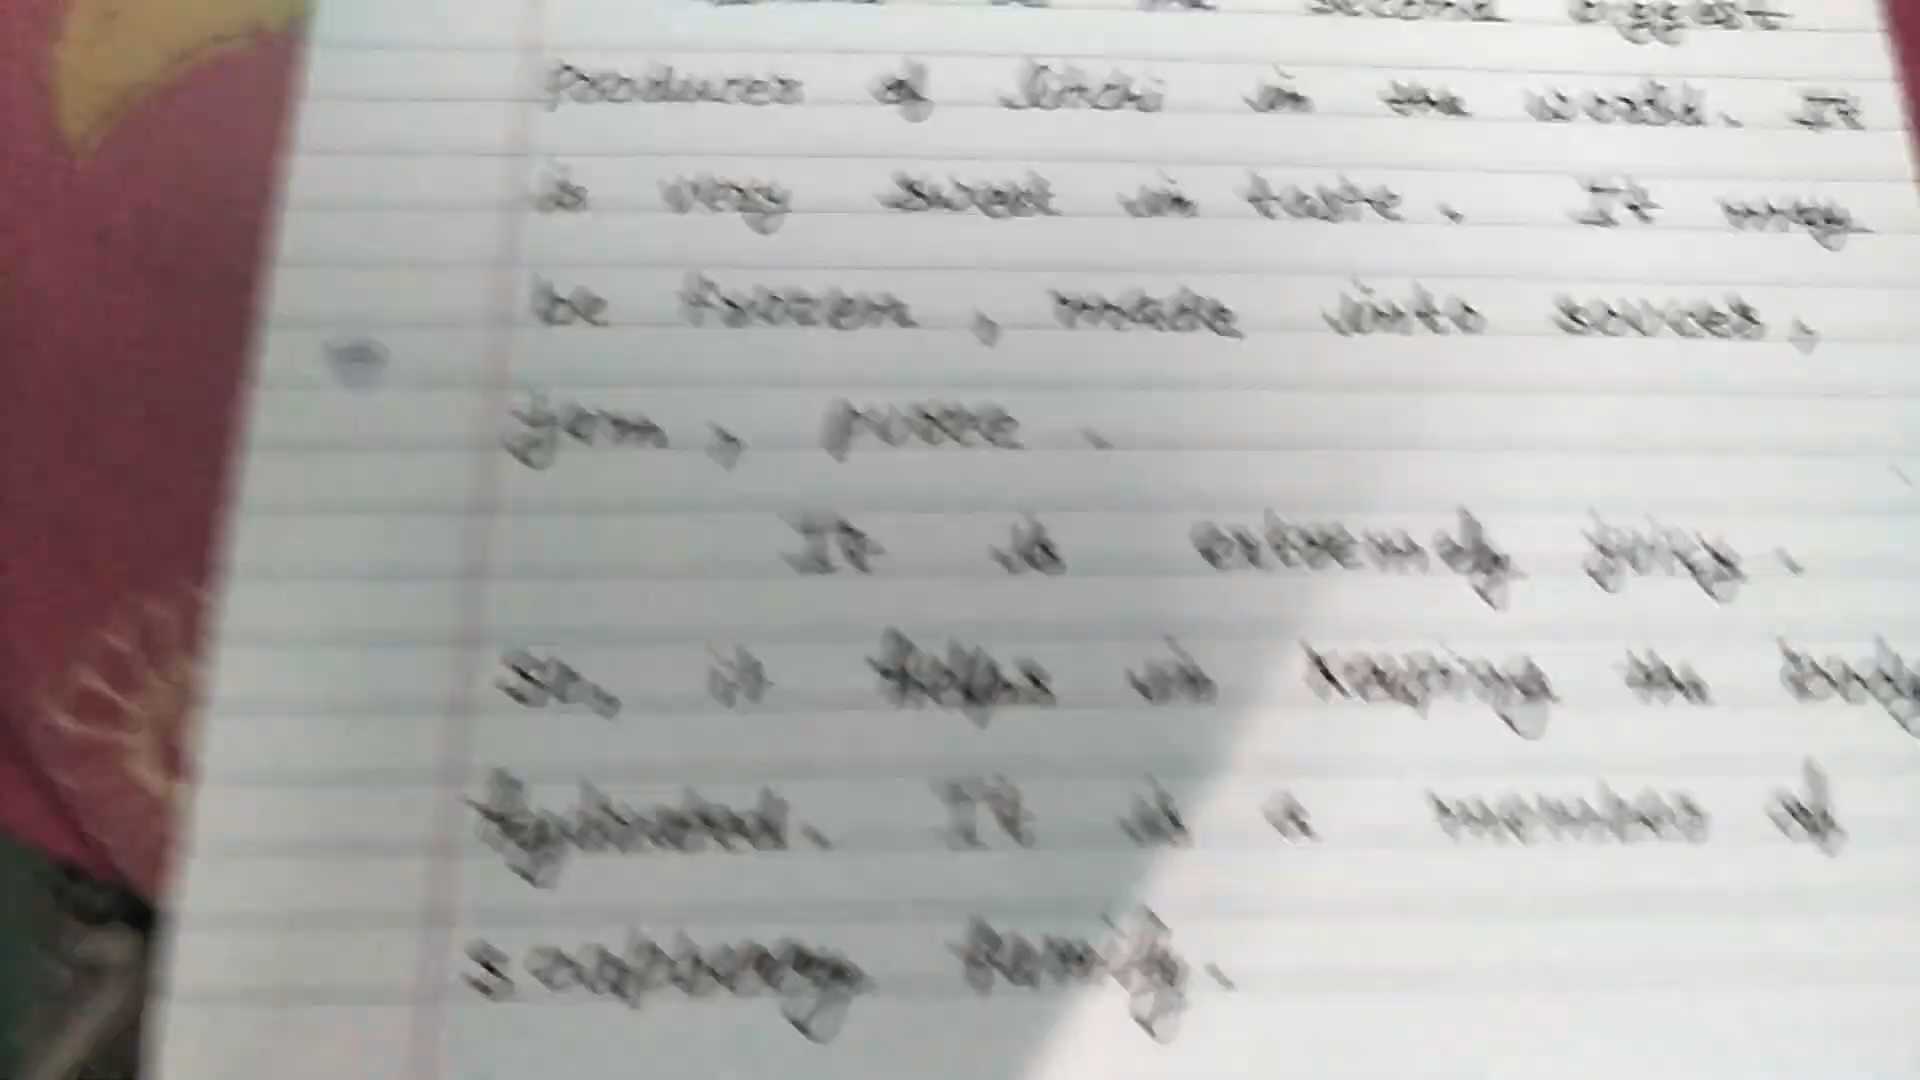 second biggest
producer of litchi in the world. It
is very sweet in taste. It may
be frozen, made into sauces,
jam, puree.
It is extremely juicy.
So, it helps in keeping the body
hydrated. It is a member of
family.